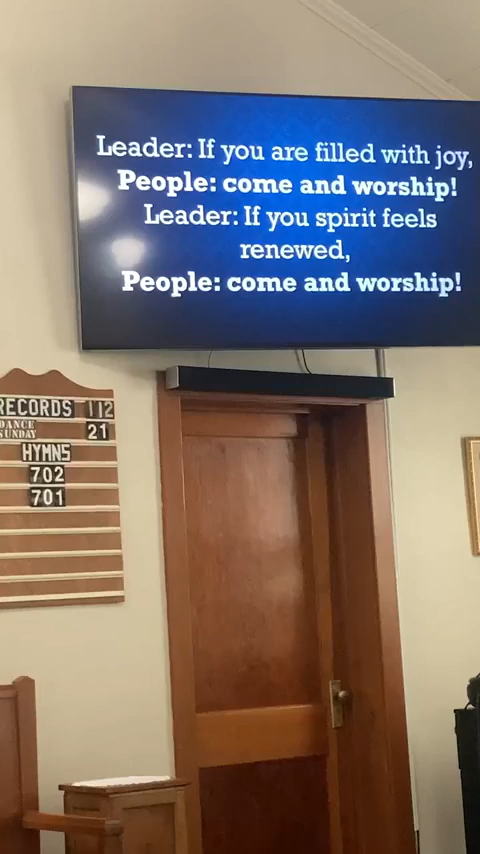 Leader: If you are filled with joy,
People: come and worship!
Leader: If you spirit feels
renewed,
People: come and worship!
RECORDS 112
DANCE
SUNDAY 21
HYMNS
702
701